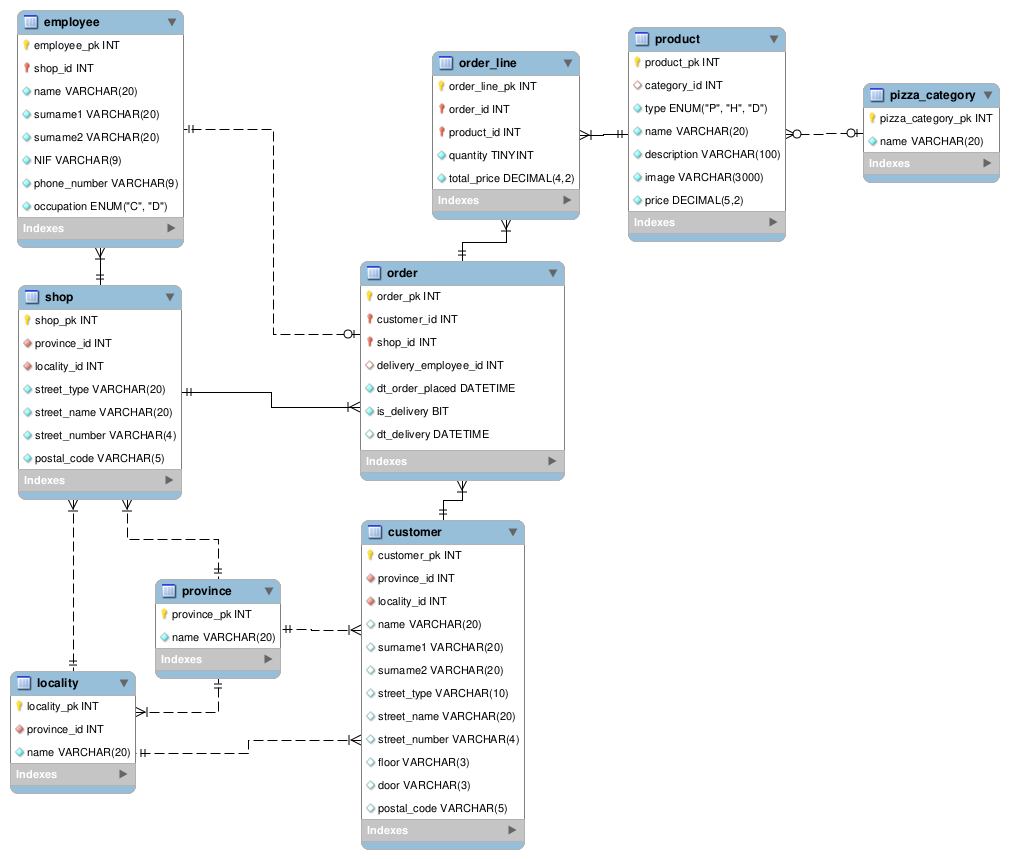 employee
employee_pk INT
shop_id INT
name VARCHAR(20)
surname1 VARCHAR(20)
surname2 VARCHAR(20)
NIF VARCHAR(9)
phone_number VARCHAR(9)
occupation ENUM("C", "D")
Indexes
order_line
order_line_pk INT
order_id INT
product_id INT
quantity TINYINT
total_price DECIMAL(4,2)
Indexes
product
product_pk INT
category_id INT
type ENUM("P", "H", "D")
name VARCHAR(20)
description VARCHAR(100)
image VARCHAR(3000)
price DECIMAL(5,2)
Indexes
pizza_category
pizza_category_pk INT
name VARCHAR(20)
Indexes
shop
shop_pk INT
province_id INT
locality_id INT
street_type VARCHAR(20)
street_name VARCHAR(20)
street_number VARCHAR(4)
postal_code VARCHAR(5)
Indexes
order
order_pk INT
customer_id INT
shop_id INT
delivery_employee_id INT
dt_order_placed DATETIME
is_delivery BIT
dt_delivery DATETIME
Indexes
province
province_pk INT
name VARCHAR(20)
Indexes
locality
locality_pk INT
province_id INT
name VARCHAR(20)
Indexes
customer
customer_pk INT
province_id INT
locality_id INT
name VARCHAR(20)
surname1 VARCHAR(20)
surname2 VARCHAR(20)
street_type VARCHAR(10)
street_name VARCHAR(20)
street_number VARCHAR(4)
floor VARCHAR(3)
door VARCHAR(3)
postal_code VARCHAR(5)
Indexes